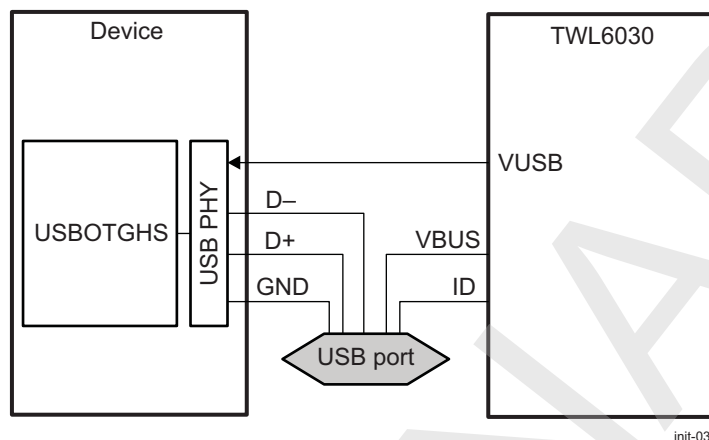 Device
TWL6030
VUSB
USBOTGHS
USB PHY
D–
D+
GND
VBUS
ID
USB port
init-03